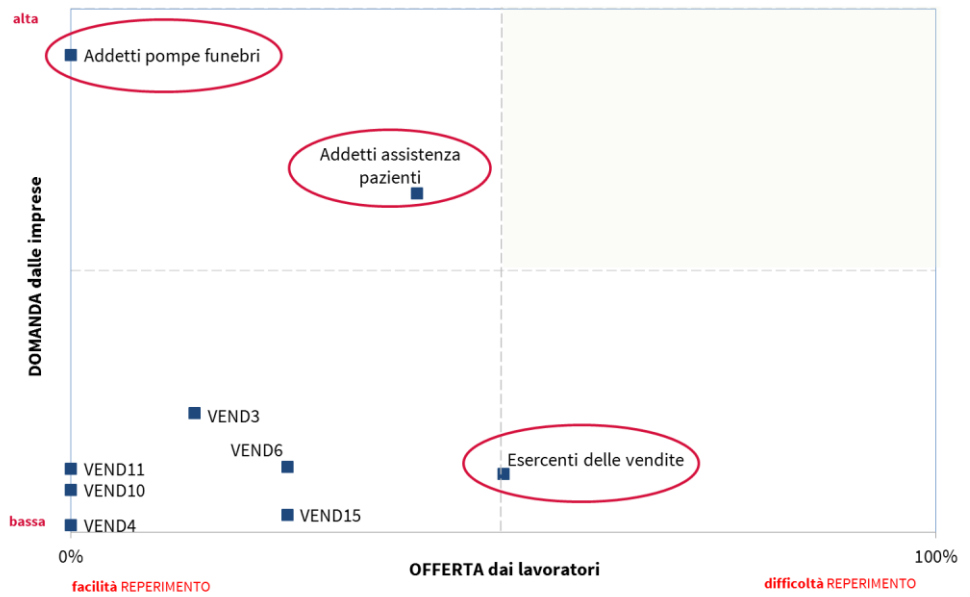 alta
Addetti pompe funebri
Addetti assistenza
pazienti
DOMANDA dalle imprese
VEND3
VEND6
Esercenti delle vendite
VEND11
VEND10
VEND15
bassa
VEND4
0%
100%
OFFERTA dai lavoratori
facilità REPERIMENTO
difficoltà REPERIMENTO